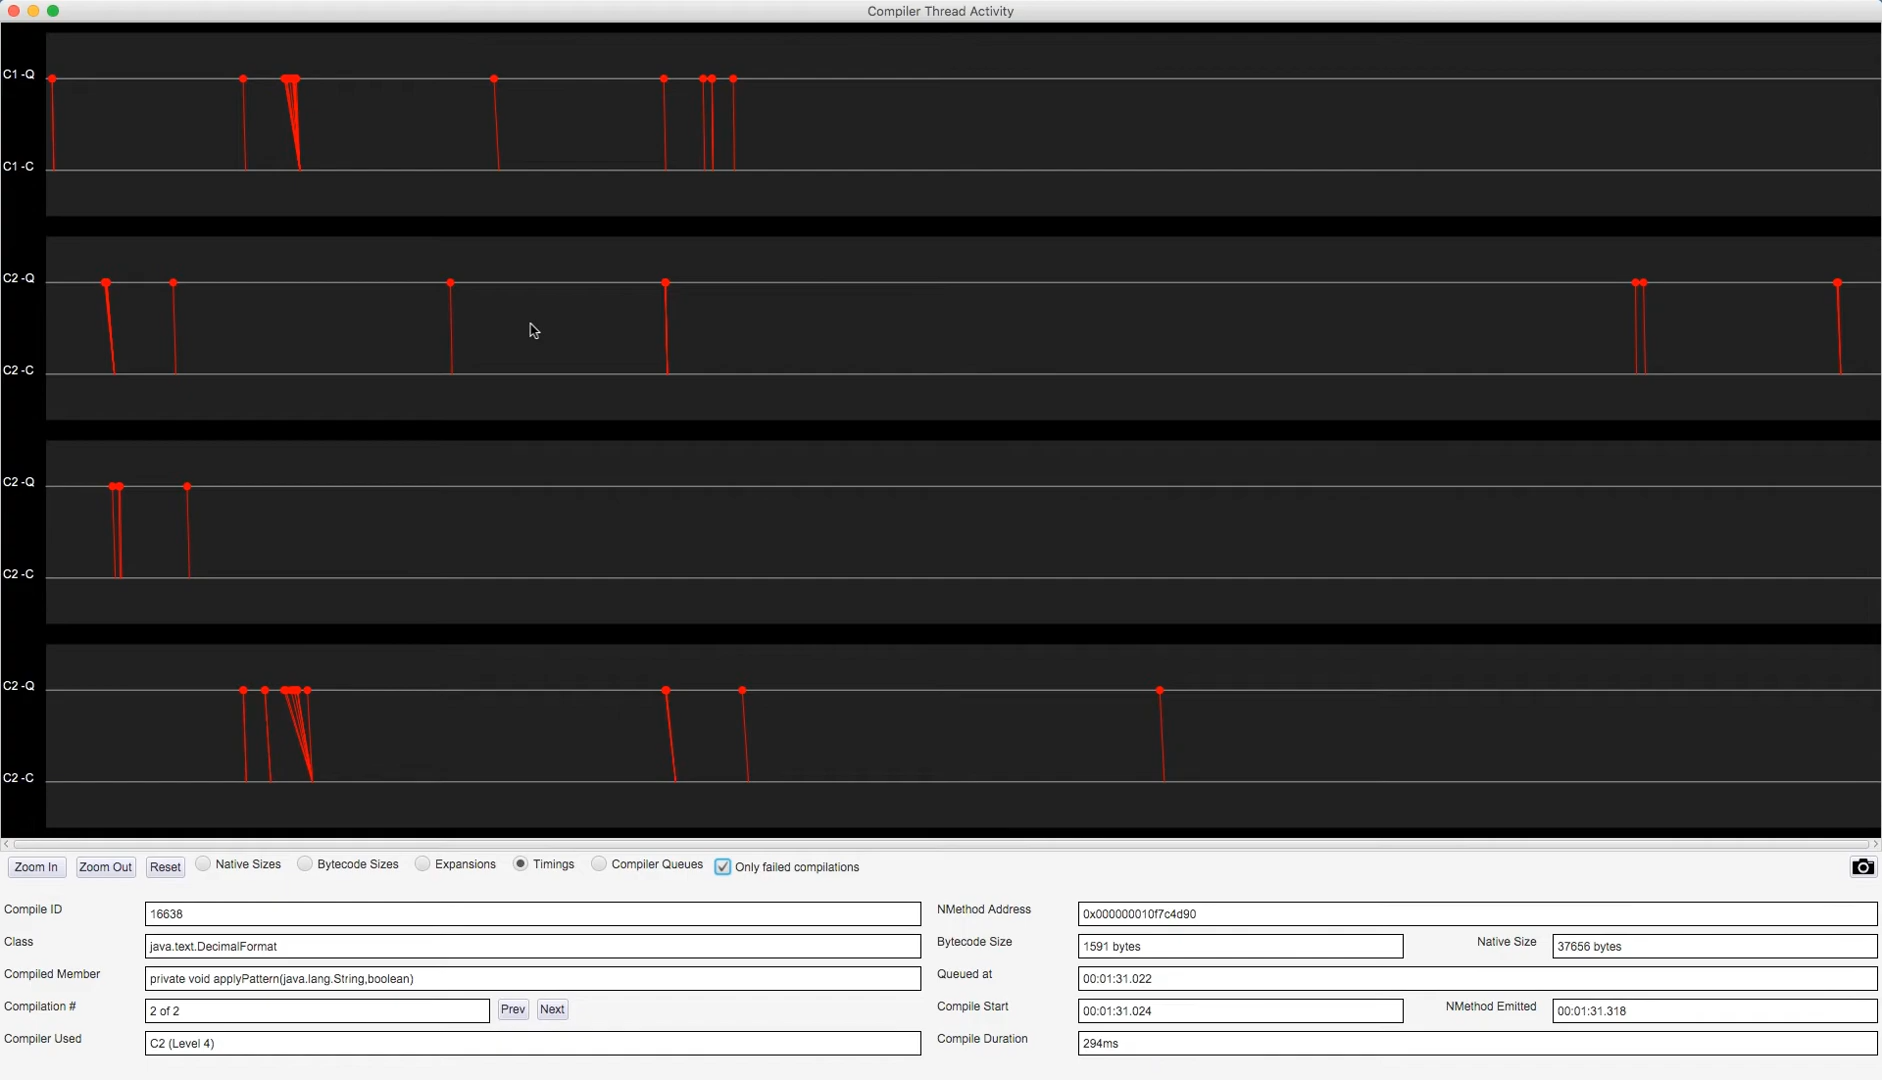 Compiler Thread Activity
C1 -Q
C1 -C
C2 -Q
C2 -C
C2 -Q
C2 -C
C2 -Q
C2 -C
Zoom In Zoom Out Reset Native Sizes Bytecode Sizes Expansions Timings Compiler Queues Only failed compilations
Compile ID 16638 NMethod Address 0x000000010f7c4d90
Class java.text.DecimalFormat Bytecode Size 1591 bytes Native Size 37656 bytes
Compiled Member private void applyPattern(java.lang.String,boolean) Queued at 00:01:31.022
Compilation # 2 of 2 Prev Next Compile Start 00:01:31.024 NMethod Emitted 00:01:31.318
Compiler Used C2 (Level 4) Compile Duration 294ms